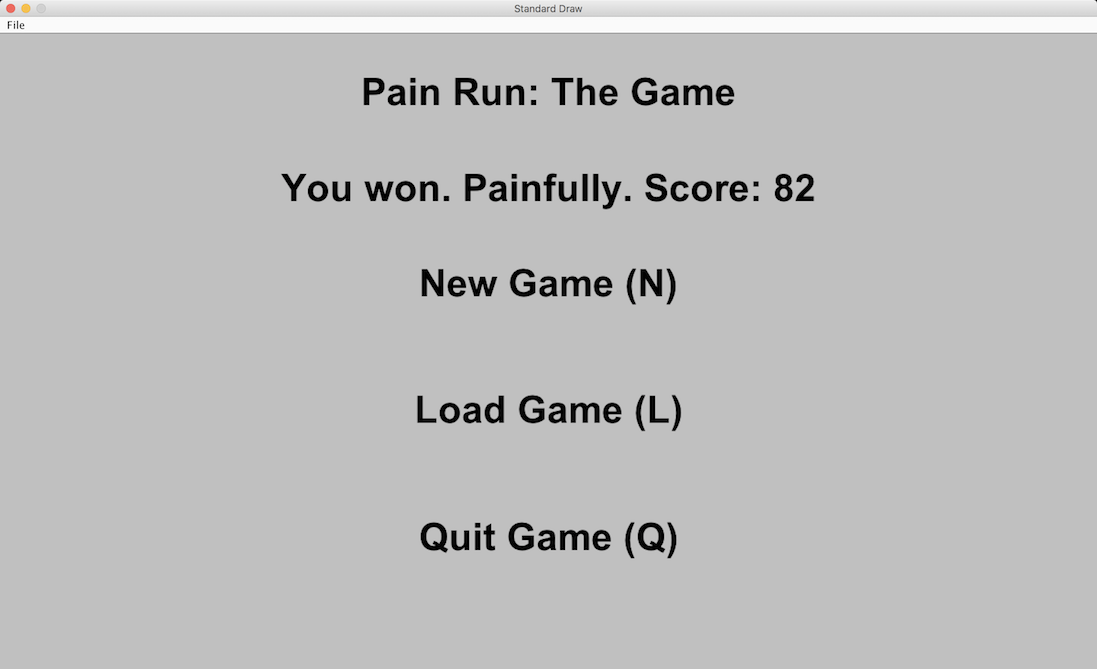 Standard Draw
File
Pain Run: The Game
You won. Painfully. Score: 82
New Game (N)
Load Game (L)
Quit Game (Q)